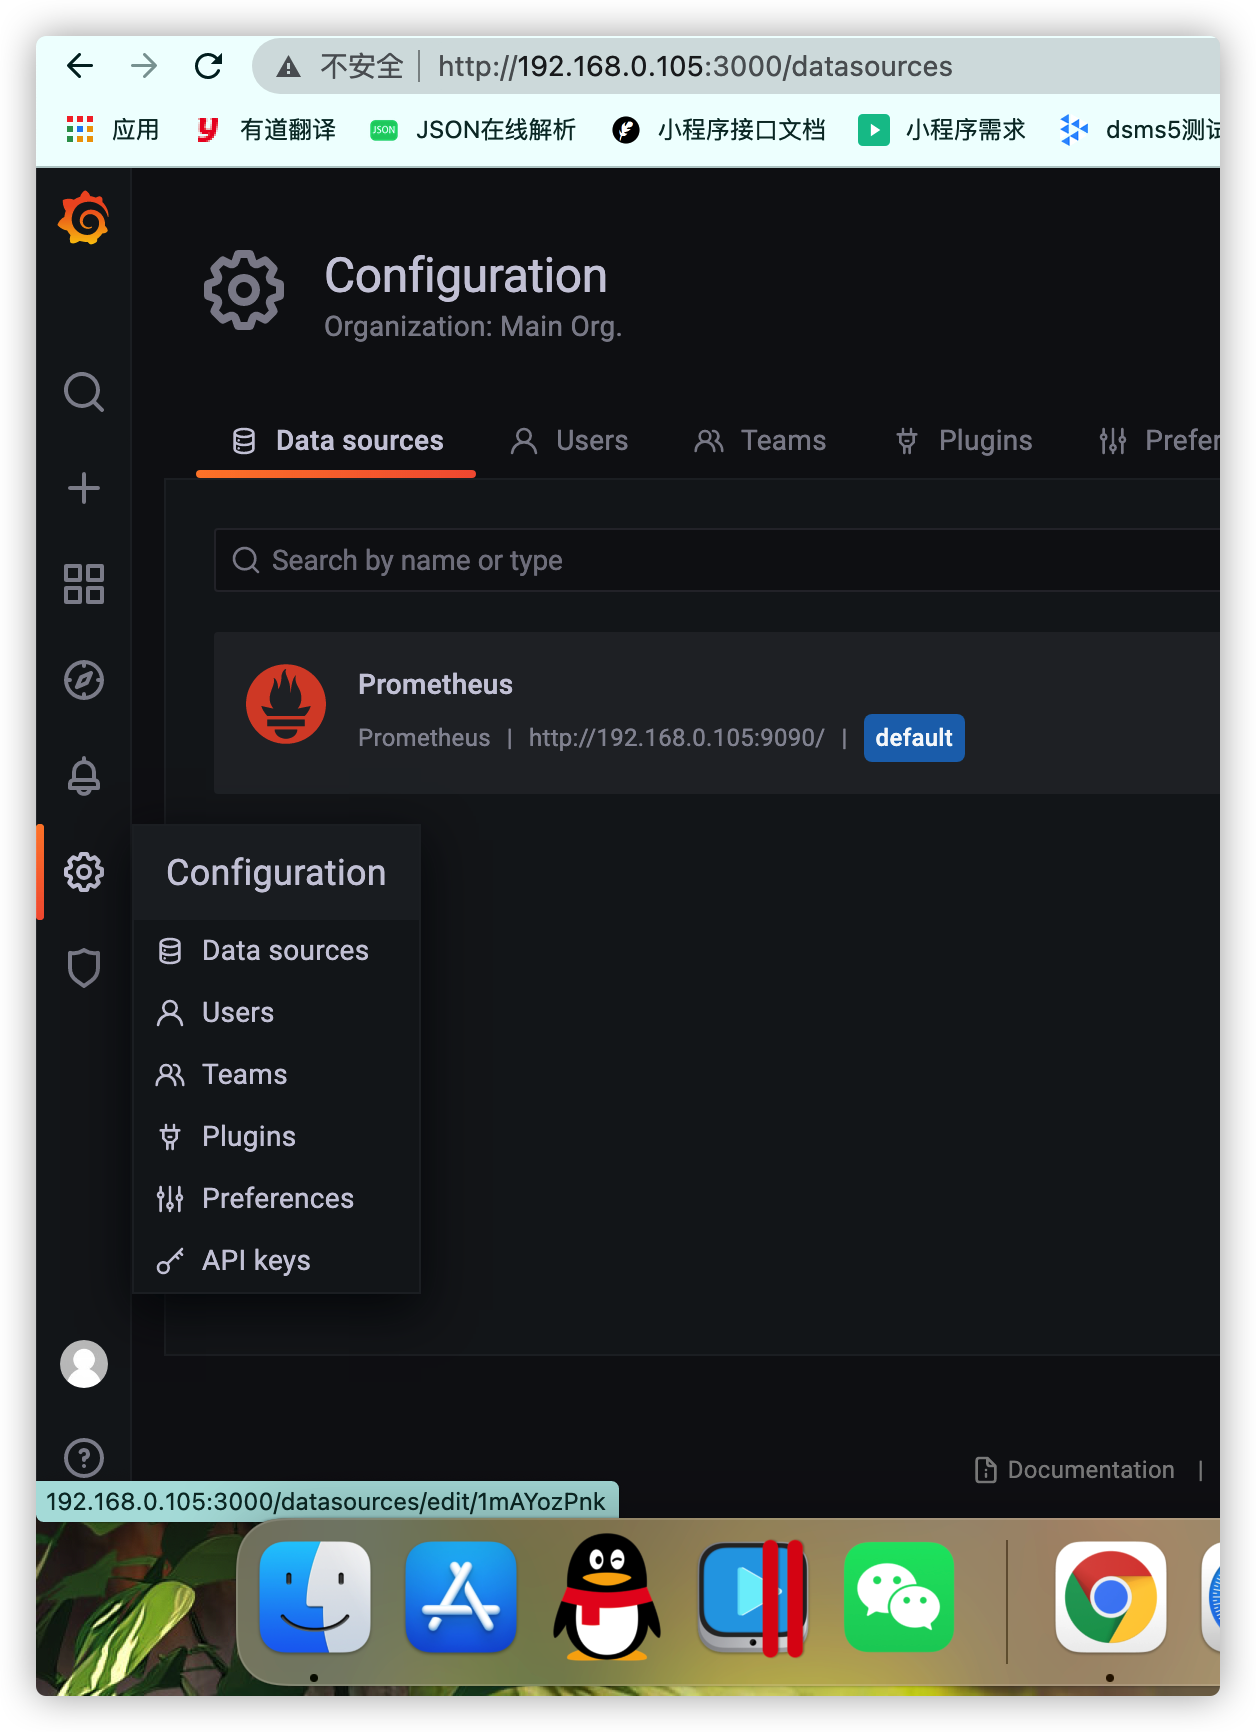 不安全 | http://192.168.0.105:3000/datasources
应用 有道翻译 JSON JSON在线解析 小程序接口文档 小程序需求 dsms5测试
Configuration
Organization: Main Org.
Data sources Users Teams Plugins Prefer
Search by name or type
Prometheus
Prometheus | http://192.168.0.105:9090/ | default
Configuration
Data sources
Users
Teams
Plugins
Preferences
API keys
Documentation |
192.168.0.105:3000/datasources/edit/1mAYozPnk